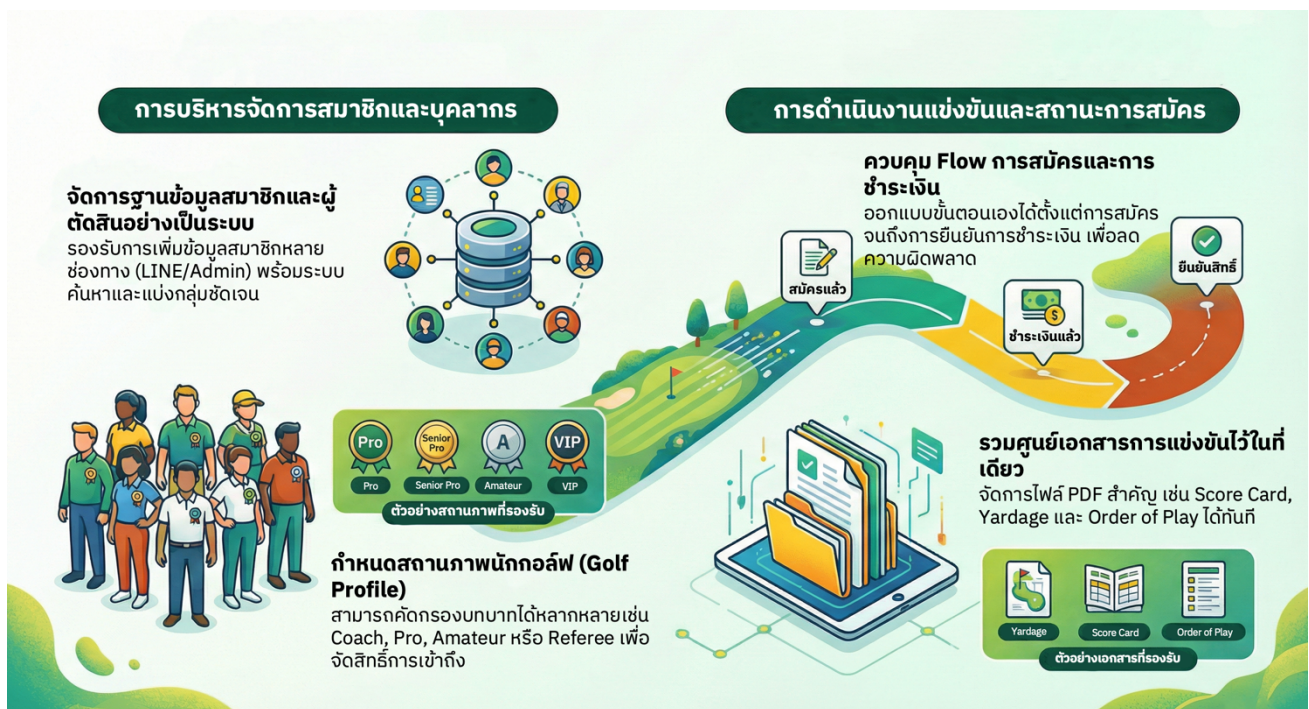 การบริหารจัดการสมาชิกและบุคลากร
จัดการฐานข้อมูลสมาชิกและผู้
ตัดสินอย่างเป็นระบบ
รองรับการเพิ่มข้อมูลสมาชิกหลาย
ช่องทาง (LINE/Admin) พร้อมระบบ
ค้นหาและแบ่งกลุ่มชัดเจน
Pro
Senior
Pro
A
VIP
Pro
Senior Pro
Amateur
VIP
ตัวอย่างสถานภาพที่รองรับ
กำหนดสถานภาพนักกอล์ฟ (Golf
Profile)
สามารถคัดกรองบทบาทได้หลากหลายเช่น
Coach, Pro, Amateur หรือ Referee เพื่อ
จัดสิทธิ์การเข้าถึง
การดำเนินงานแข่งขันและสถานะการสมัคร
ควบคุม Flow การสมัครและการ
ชำระเงิน
ออกแบบขั้นตอนเองได้ตั้งแต่การสมัคร
จนถึงการยืนยันการชำระเงิน เพื่อลด
ความผิดพลาด
สมัครแล้ว
ชำระเงินแล้ว
ยืนยันสิทธิ์
รวมศูนย์เอกสารการแข่งขันไว้ในที่
เดียว
จัดการไฟล์ PDF สำคัญ เช่น Score Card,
Yardage และ Order of Play ได้ทันที
Yardage
Score Card
Order of Play
ตัวอย่างเอกสารที่รองรับ